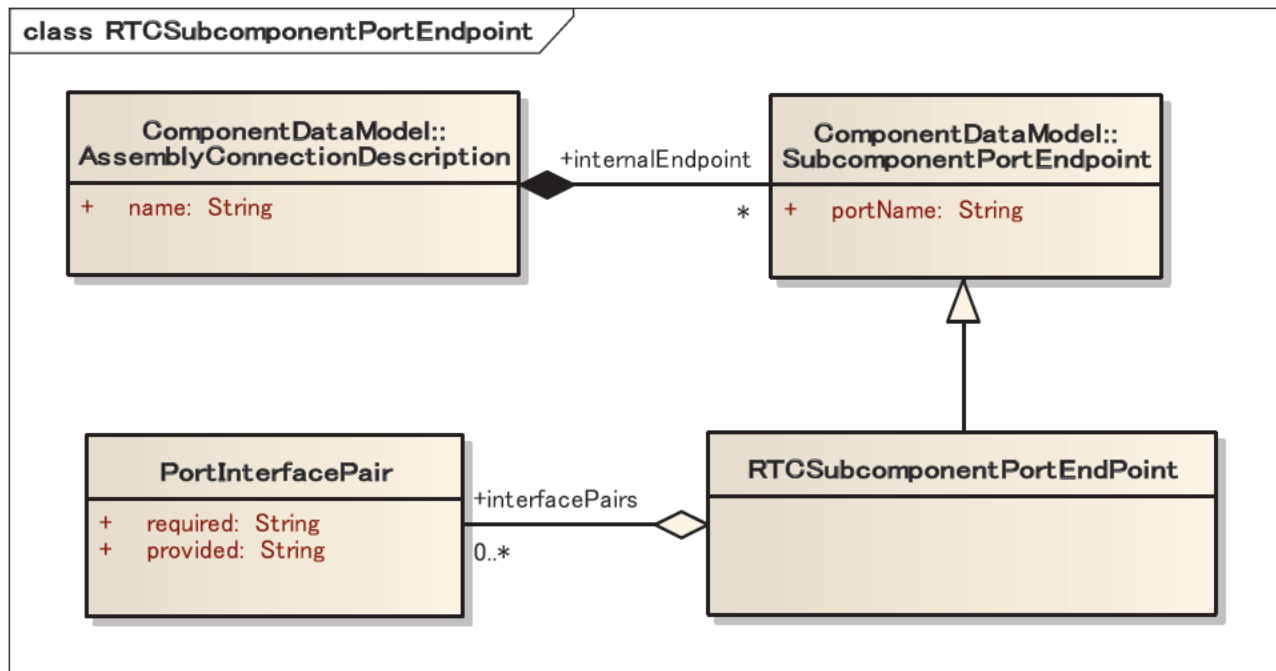 class RTCSubcomponentPortEndpoint
ComponentDataModel::
AssemblyConnectionDescription
+ name: String
+internalEndpoint
*
ComponentDataModel::
SubcomponentPortEndpoint
+ portName: String
PortInterfacePair
+ required: String
+ provided: String
+interfacePairs
0..*
RTCSubcomponentPortEndPoint